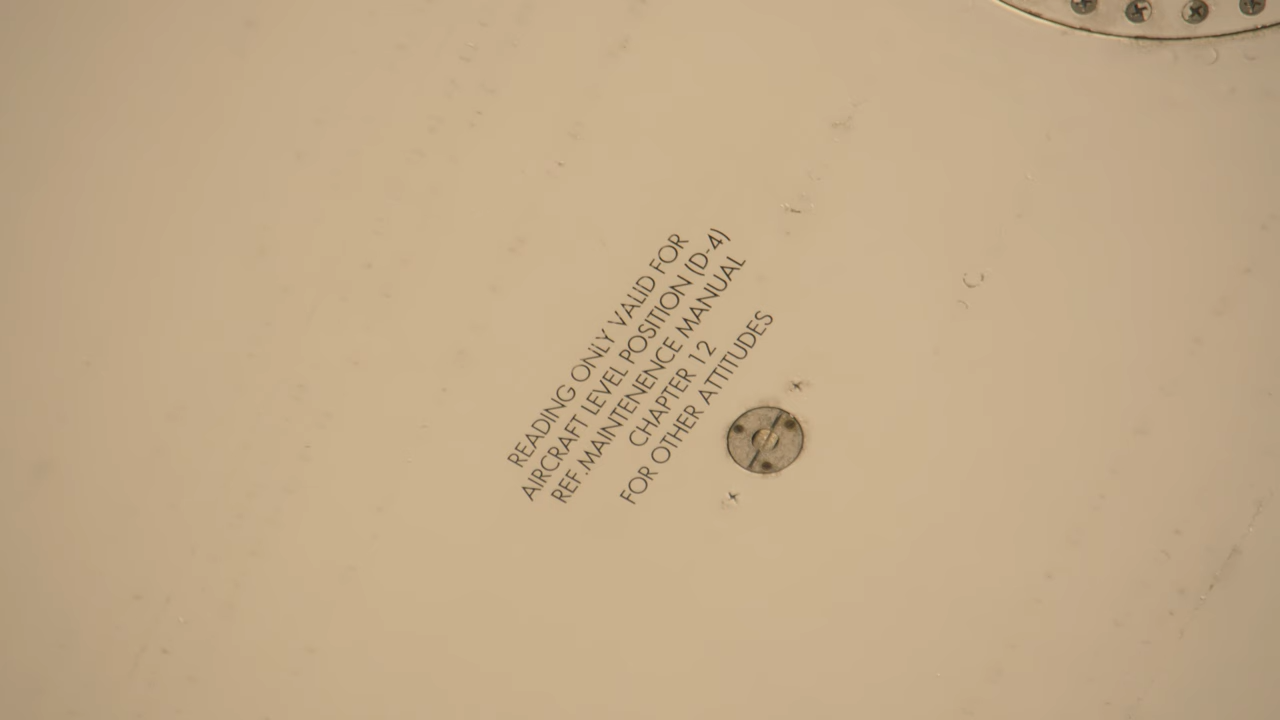 READING ONLY VALID FOR
AIRCRAFT LEVEL POSITION (D-4)
REF.MAINTENENCE MANUAL
CHAPTER 12
FOR OTHER ATTITUDES